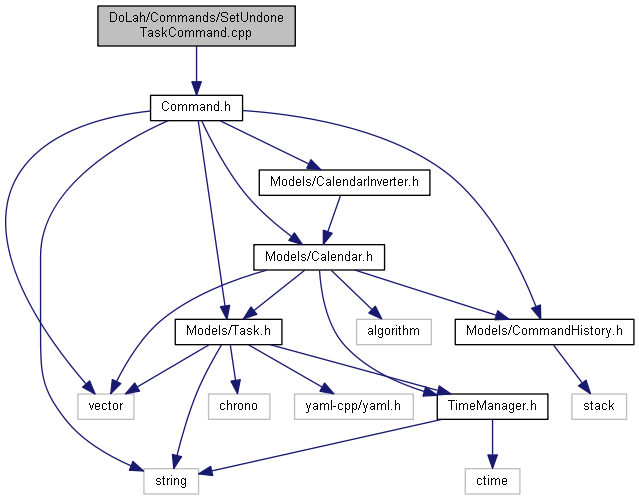 DoLah/Commands/SetUndone
TaskCommand.cpp
Command.h
Models/CalendarInverter.h
Models/Calendar.h
Models/Task.h
algorithm
Models/CommandHistory.h
vector
chrono
yaml-cpp/yaml.h
TimeManager.h
stack
string
ctime